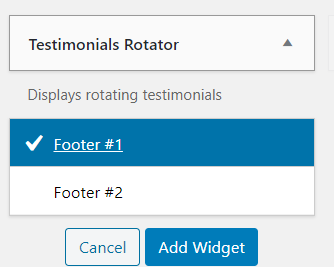 Testimonials Rotator
Displays rotating testimonials
Footer #1
Footer #2
Cancel Add Widget